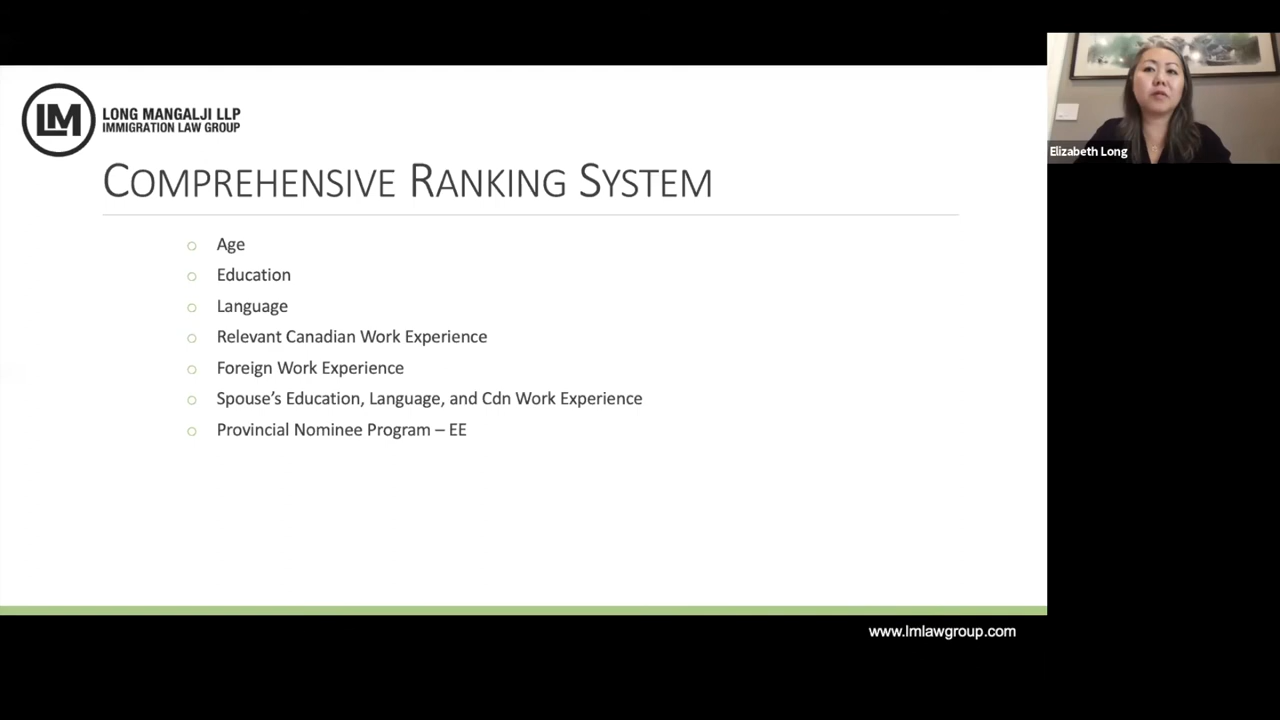 LM
LONG MANGALJI LLP
IMMIGRATION LAW GROUP
COMPREHENSIVE RANKING SYSTEM
Age
Education
Language
Relevant Canadian Work Experience
Foreign Work Experience
Spouse's Education, Language, and Cdn Work Experience
Provincial Nominee Program – EE
Elizabeth Long
www.lmlawgroup.com